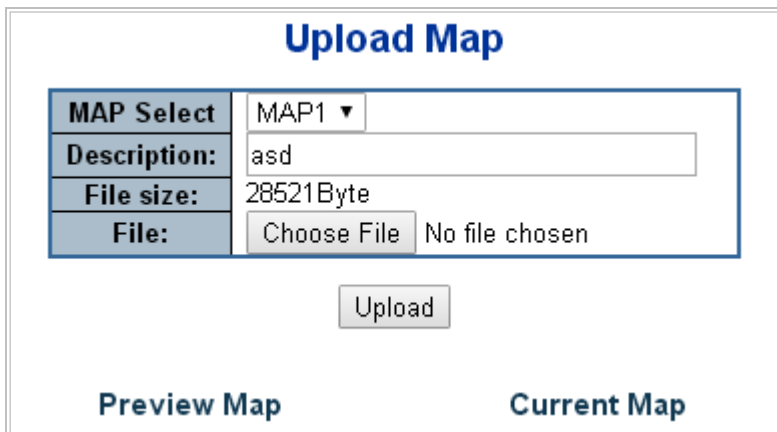 Upload Map
MAP Select MAP1
Description: asd
File size: 28521Byte
File: Choose File No file chosen
Upload
Preview Map Current Map